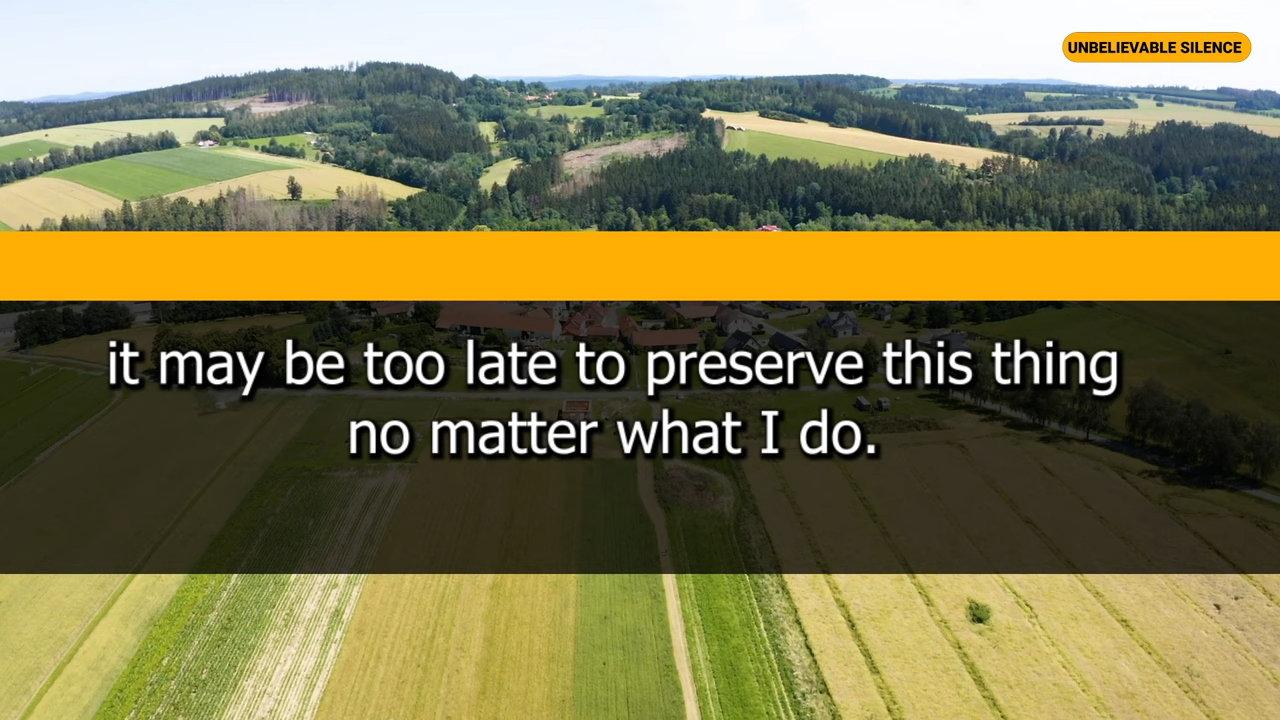 UNBELIEVABLE SILENCE
it may be too late to preserve this thing
no matter what I do.